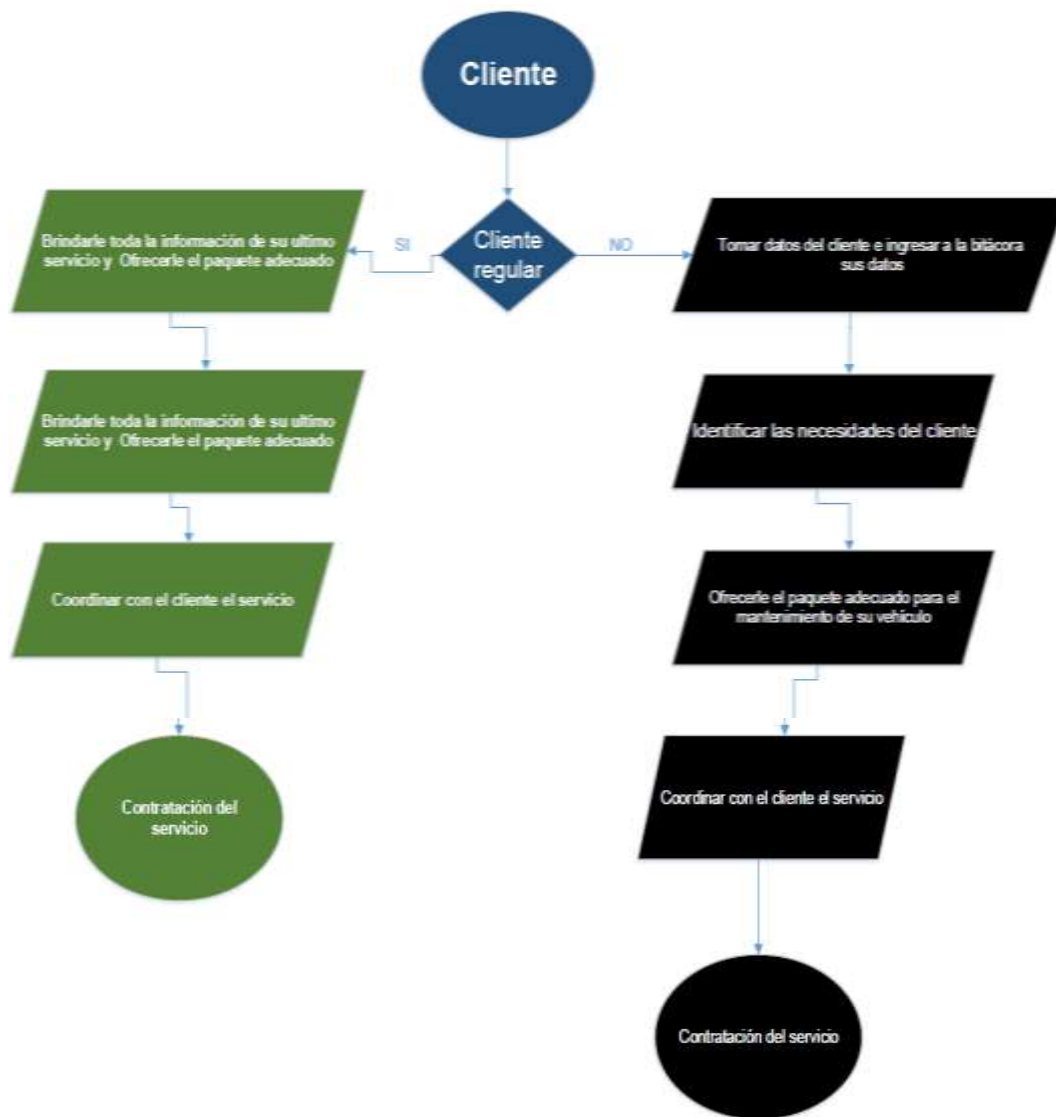 Cliente
Cliente
regular
SI
NO
Brindarle toda la información de su ultimo
servicio y Ofrecerle el paquete adecuado
Brindarle toda la información de su ultimo
servicio y Ofrecerle el paquete adecuado
Coordinar con el cliente el servicio
Contratación del
servicio
Tomar datos del cliente e ingresar a la bitácora
sus datos
Identificar las necesidades del cliente
Ofrecerle el paquete adecuado para el
mantenimiento de su vehículo
Coordinar con el cliente el servicio
Contratación del servicio